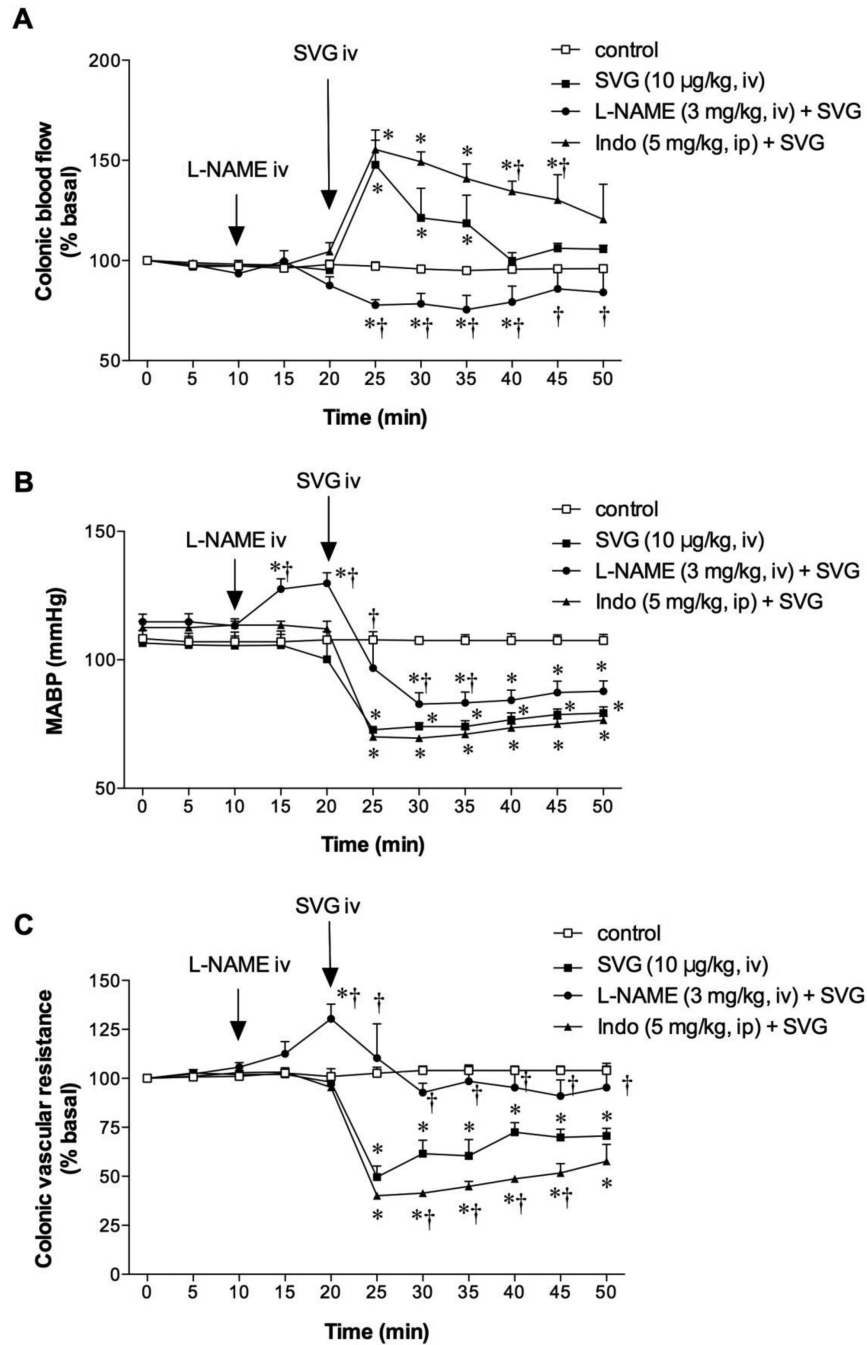 A
SVG iv
L-NAME iv
control
SVG (10 µg/kg, iv)
L-NAME (3 mg/kg, iv) + SVG
Indo (5 mg/kg, ip) + SVG
Colonic blood flow
(% basal)
200
150
100
50
* * * *† *†
* * *
*† *† *† *† † †
0 5 10 15 20 25 30 35 40 45 50
Time (min)
B
SVG iv
L-NAME iv
control
SVG (10 µg/kg, iv)
L-NAME (3 mg/kg, iv) + SVG
Indo (5 mg/kg, ip) + SVG
MABP (mmHg)
150
100
50
*† *† † *† *† * * *
* * * * * *
* * * * * *
0 5 10 15 20 25 30 35 40 45 50
Time (min)
C
SVG iv
L-NAME iv
control
SVG (10 µg/kg, iv)
L-NAME (3 mg/kg, iv) + SVG
Indo (5 mg/kg, ip) + SVG
Colonic vascular resistance
(% basal)
150
125
100
75
50
25
0
*† † † † † † †
* * * * * *
* *† *† *† *† *
0 5 10 15 20 25 30 35 40 45 50
Time (min)